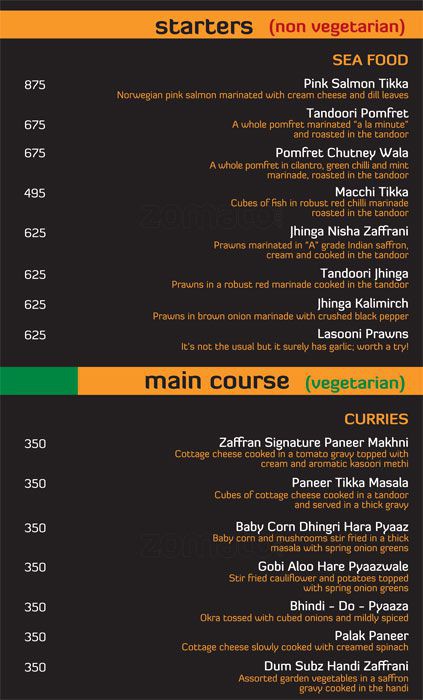 starters (non vegetarian)
SEA FOOD
875 Pink Salmon Tikka
Norwegian pink salmon marinated with cream cheese and dill leaves
Tandoori Pomfret
675 A whole pomfret marinated "a la minute"
and roasted in the tandoor
675 Pomfret Chutney Wala
A whole pomfret in cilantro, green chilli and mint
marinade, roasted in the tandoor
495 Macchi Tikka
Cubes of fish in robust red chilli marinade
roasted in the tandoor
zomato
625 Jhinga Nisha Zaffrani
Prawns marinated in "A" grade Indian saffron,
cream and cooked in the tandoor
625 Tandoori Jhinga
Prawns in a robust red marinade cooked in the tandoor
625 Jhinga Kalimirch
Prawns in brown onion marinade with crushed black pepper
625 Lasooni Prawns
It's not the usual but it surely has garlic; worth a try!
main course (vegetarian)
CURRIES
350 Zaffran Signature Paneer Makhni
Cottage cheese cooked in a tomato gravy topped with
cream and aromatic kasoori methi
350 Paneer Tikka Masala
Cubes of cottage cheese cooked in a tandoor
and served in a thick gravy
350 Baby Corn Dhingri Hara Pyaaz
Baby corn and mushrooms stir fried in a thick
masala with spring onion greens
zomato
350 Gobi Aloo Hare Pyaazwale
Stir fried cauliflower and potatoes topped
with spring onion greens
350 Bhindi - Do - Pyaaza
Okra tossed with cubed onions and mildly spiced
350 Palak Paneer
Cottage cheese slowly cooked with creamed spinach
350 Dum Subz Handi Zaffrani
Assorted garden vegetables in a saffron
gravy cooked in the handi